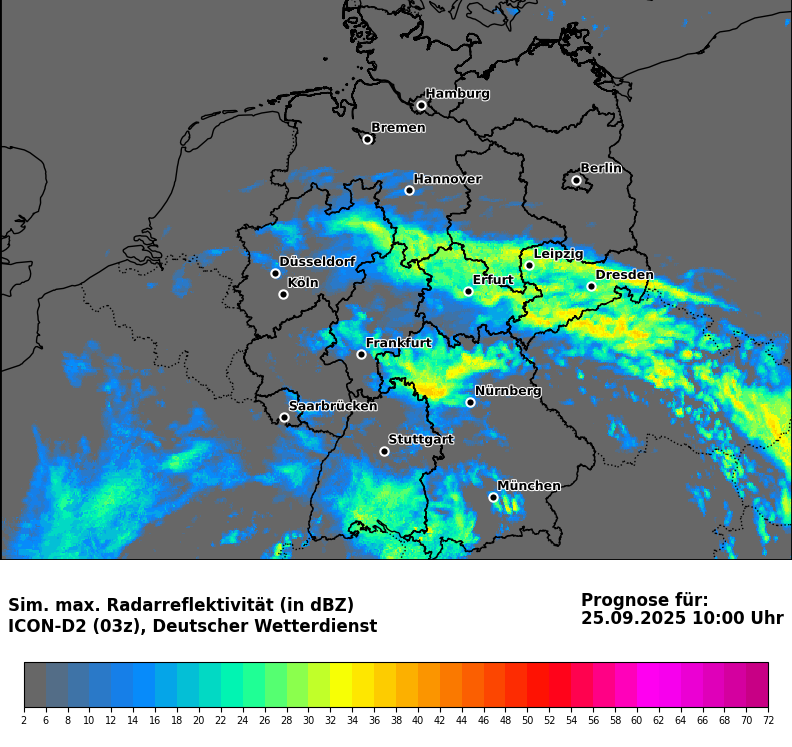 Hamburg
Bremen
Berlin
Hannover
Leipzig
Düsseldorf
Dresden
Köln
Erfurt
Frankfurt
Nürnberg
Saarbrücken
Stuttgart
München
Sim. max. Radarreflektivität (in dBZ)
ICON-D2 (03z), Deutscher Wetterdienst
Prognose für:
25.09.2025 10:00 Uhr
2 6 8 10 12 14 16 18 20 22 24 26 28 30 32 34 36 38 40 42 44 46 48 50 52 54 56 58 60 62 64 66 68 70 72